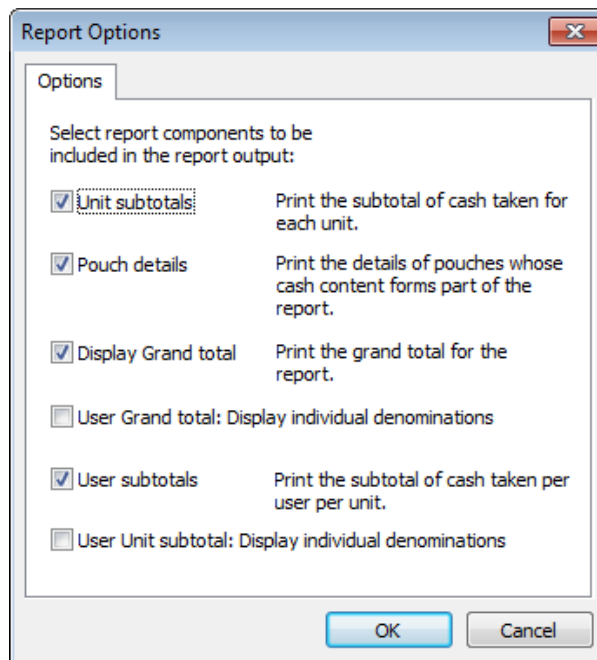 Report Options
Options
Select report components to be
included in the report output:
Unit subtotals
Print the subtotal of cash taken for
each unit.
Pouch details
Print the details of pouches whose
cash content forms part of the
report.
Display Grand total
Print the grand total for the
report.
User Grand total: Display individual denominations
User subtotals
Print the subtotal of cash taken per
user per unit.
User Unit subtotal: Display individual denominations
OK
Cancel